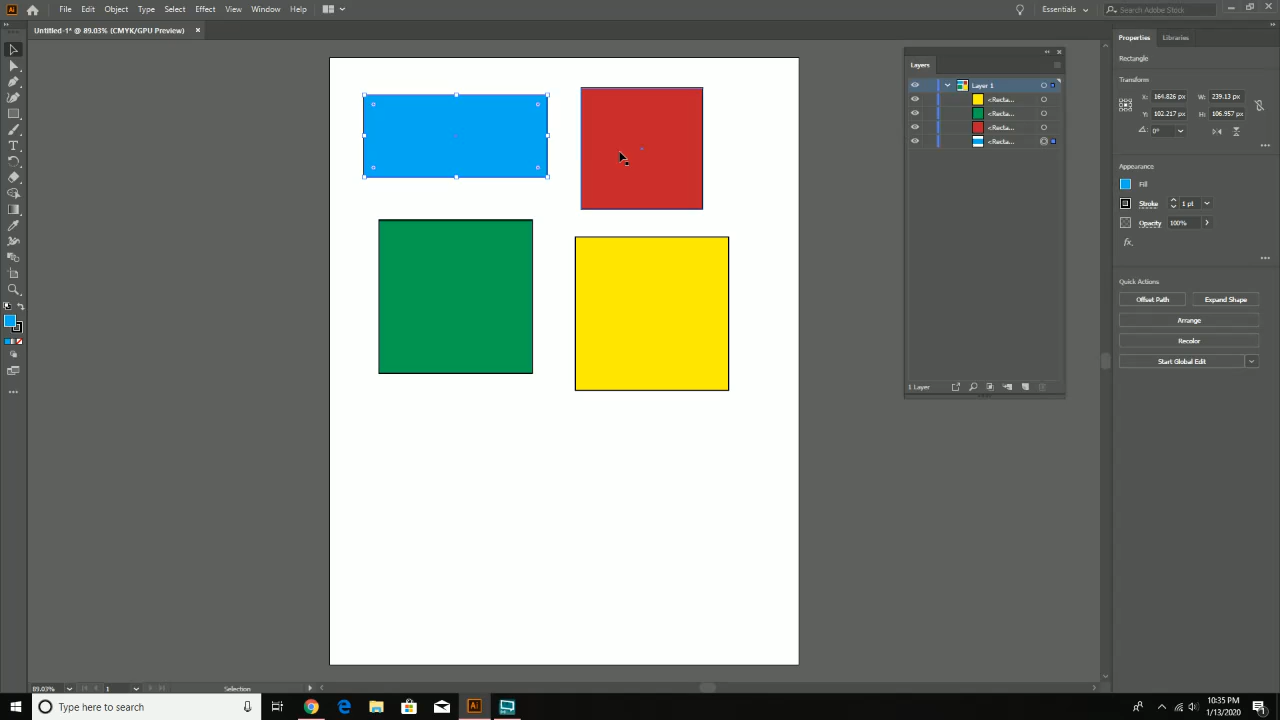 Ai File Edit Object Type Select Effect View Window Help Essentials Search Adobe Stock
Untitled-1* @ 89.03% (CMYK/GPU Preview) ×
Layers
Layer 1
<Recta...
<Recta...
<Recta...
<Recta...
1 Layer
Properties Libraries
Rectangle
Transform
X: 164.826 px W: 239.13 px
Y: 102.217 px H: 106.957 px
0°
Appearance
Fill
Stroke 1 pt
Opacity 100%
fx.
Quick Actions
Offset Path Expand Shape
Arrange
Recolor
Start Global Edit
89.03% 1 Selection
Type here to search
Ai
10:35 PM
1/13/2020